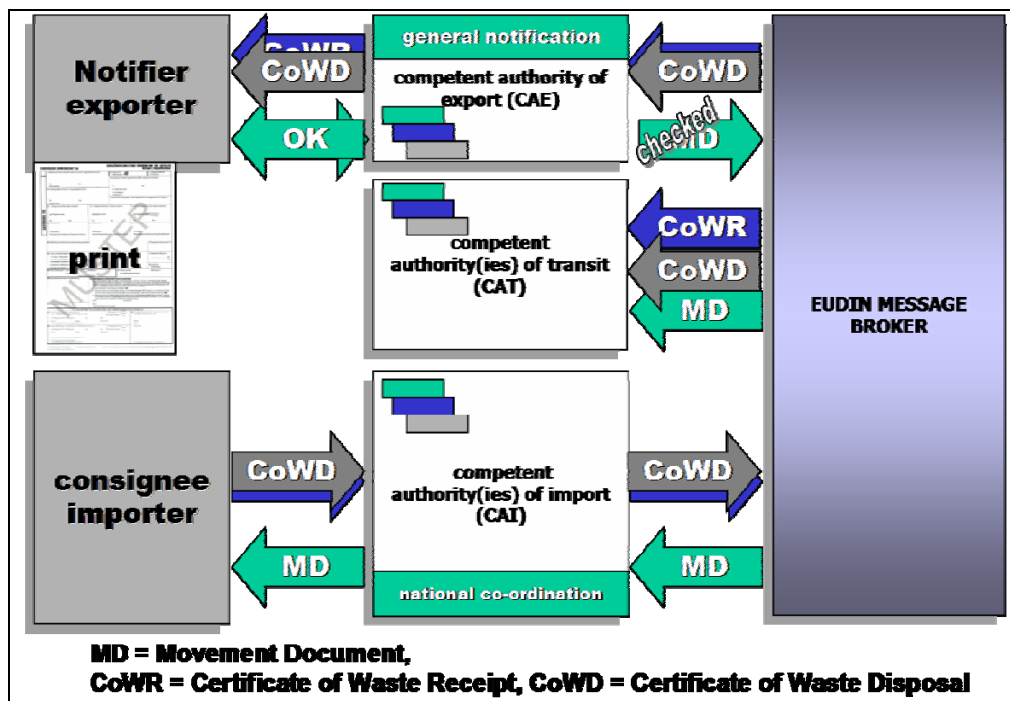 Notifier
exporter
CoWR
CoWD
OK
general notification
competent authority of
export (CAE)
CoWD
checked
MD
MUSTER
print
competent
authority(ies) of transit
(CAT)
CoWR
CoWD
MD
EUDIN MESSAGE
BROKER
consignee
importer
CoWD
MD
competent
authority(ies) of import
(CAI)
national co-ordination
CoWD
MD
MD = Movement Document,
CoWR = Certificate of Waste Receipt, CoWD = Certificate of Waste Disposal